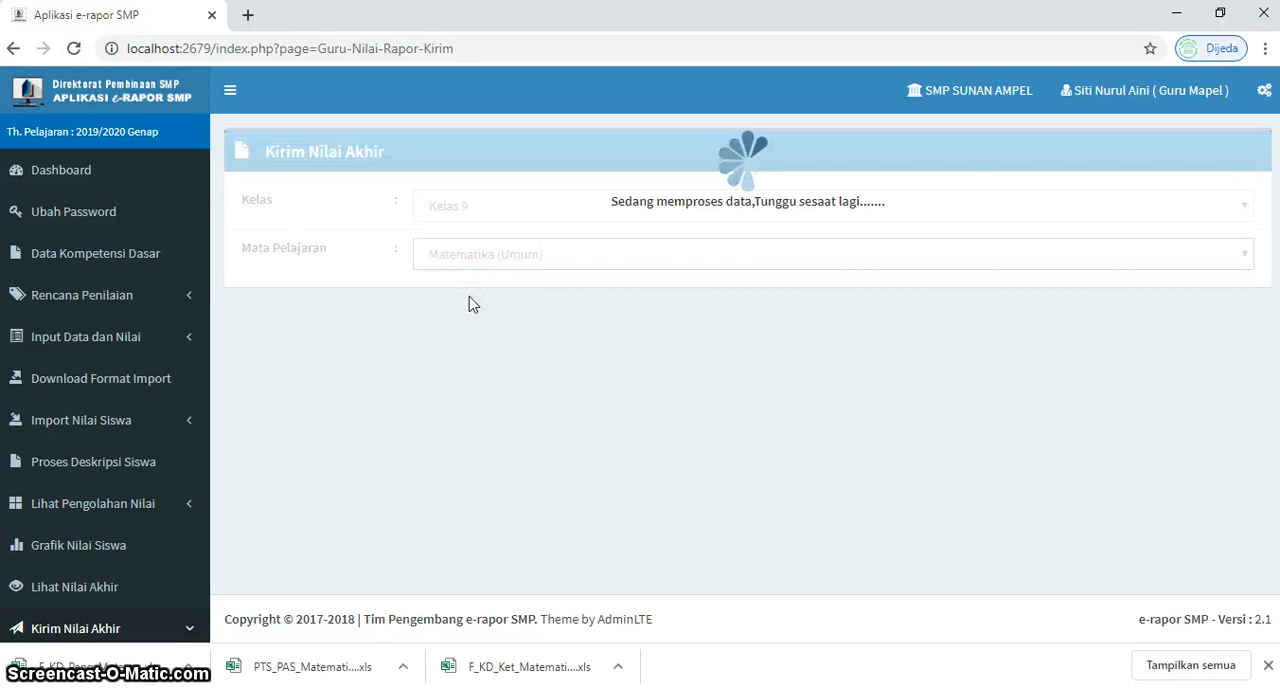 Aplikasi e-rapor SMP
localhost:2679/index.php?page=Guru-Nilai-Rapor-Kirim
Dijeda
Direktorat Pembinaan SMP
APLIKASI e-RAPOR SMP
SMP SUNAN AMPEL
Siti Nurul Aini ( Guru Mapel )
Th. Pelajaran : 2019/2020 Genap
Dashboard
Ubah Password
Data Kompetensi Dasar
Rencana Penilaian
Input Data dan Nilai
Download Format Import
Import Nilai Siswa
Proses Deskripsi Siswa
Lihat Pengolahan Nilai
Grafik Nilai Siswa
Lihat Nilai Akhir
Kirim Nilai Akhir
Kirim Nilai Akhir
Kelas : Kelas 9
Sedang memproses data,Tunggu sesaat lagi.......
Mata Pelajaran : Matematika (Umum)
Copyright © 2017-2018 | Tim Pengembang e-rapor SMP. Theme by AdminLTE
e-rapor SMP - Versi : 2.1
PTS_PAS_Matemati....xls
F_KD_Ket_Matemati....xls
Tampilkan semua
Screencast-O-Matic.com